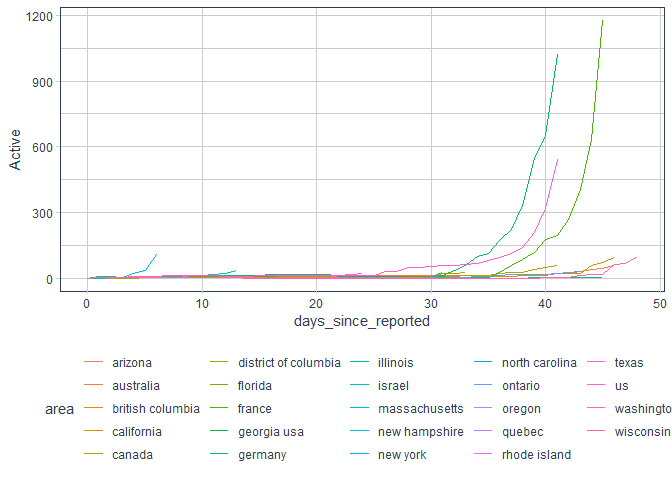 1200
900
600
300
0
Active
0 10 20 30 40 50
days_since_reported
area
arizona district of columbia illinois north carolina texas
australia florida israel ontario us
british columbia france massachusetts oregon washingto
california georgia usa new hampshire quebec wisconsin
canada germany new york rhode island